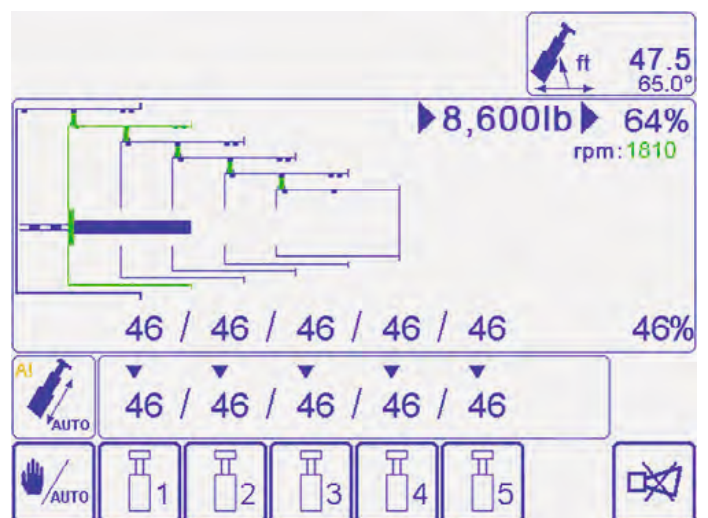 ft 47.5
65.0°
8,600lb 64%
rpm:1810
46 / 46 / 46 / 46 / 46 46%
AI
46 / 46 / 46 / 46 / 46
AUTO
/AUTO 1 2 3 4 5